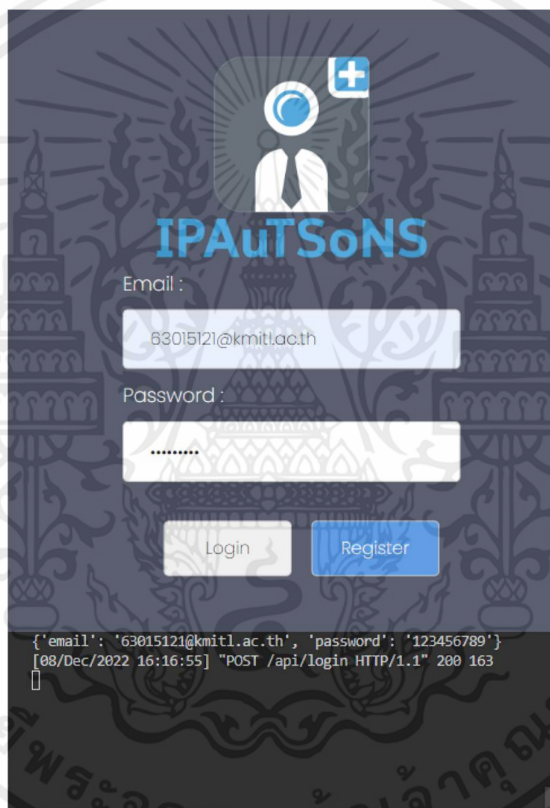 IPAuTSoNS
Email :
63015121@kmitl.ac.th
Password :
•••••••••
Login Register
{'email': '63015121@kmitl.ac.th', 'password': '123456789'}
[08/Dec/2022 16:16:55] "POST /api/login HTTP/1.1" 200 163